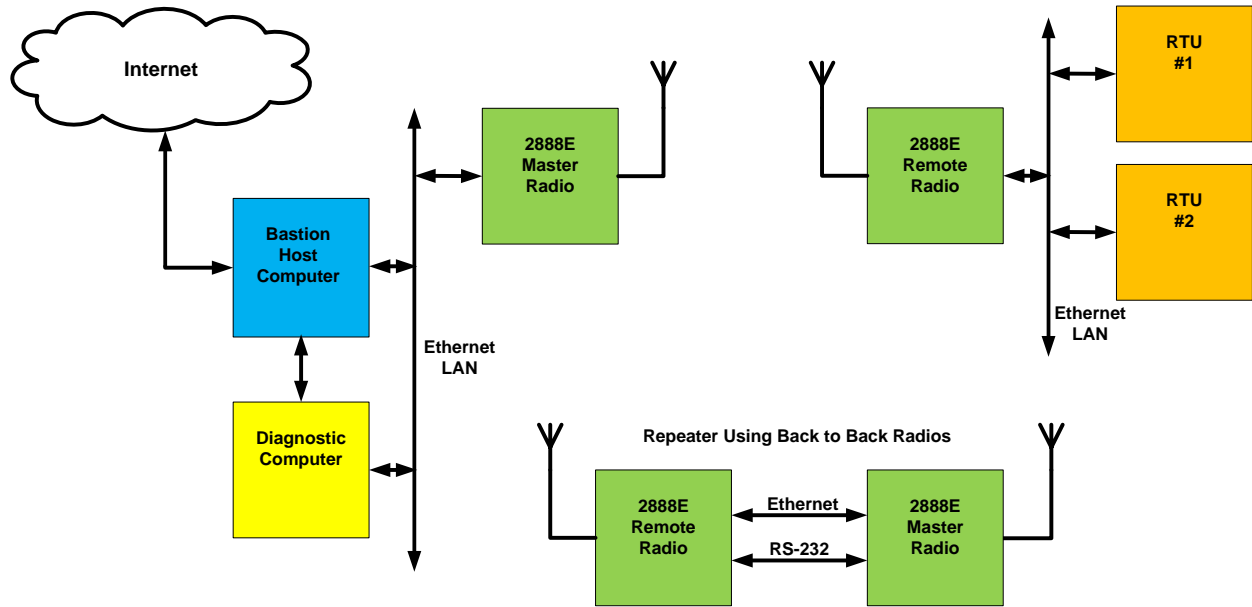 Internet
2888E
Master
Radio
2888E
Remote
Radio
RTU
#1
RTU
#2
Bastion
Host
Computer
Ethernet
LAN
Ethernet
LAN
Diagnostic
Computer
Repeater Using Back to Back Radios
2888E
Remote
Radio
Ethernet
RS-232
2888E
Master
Radio